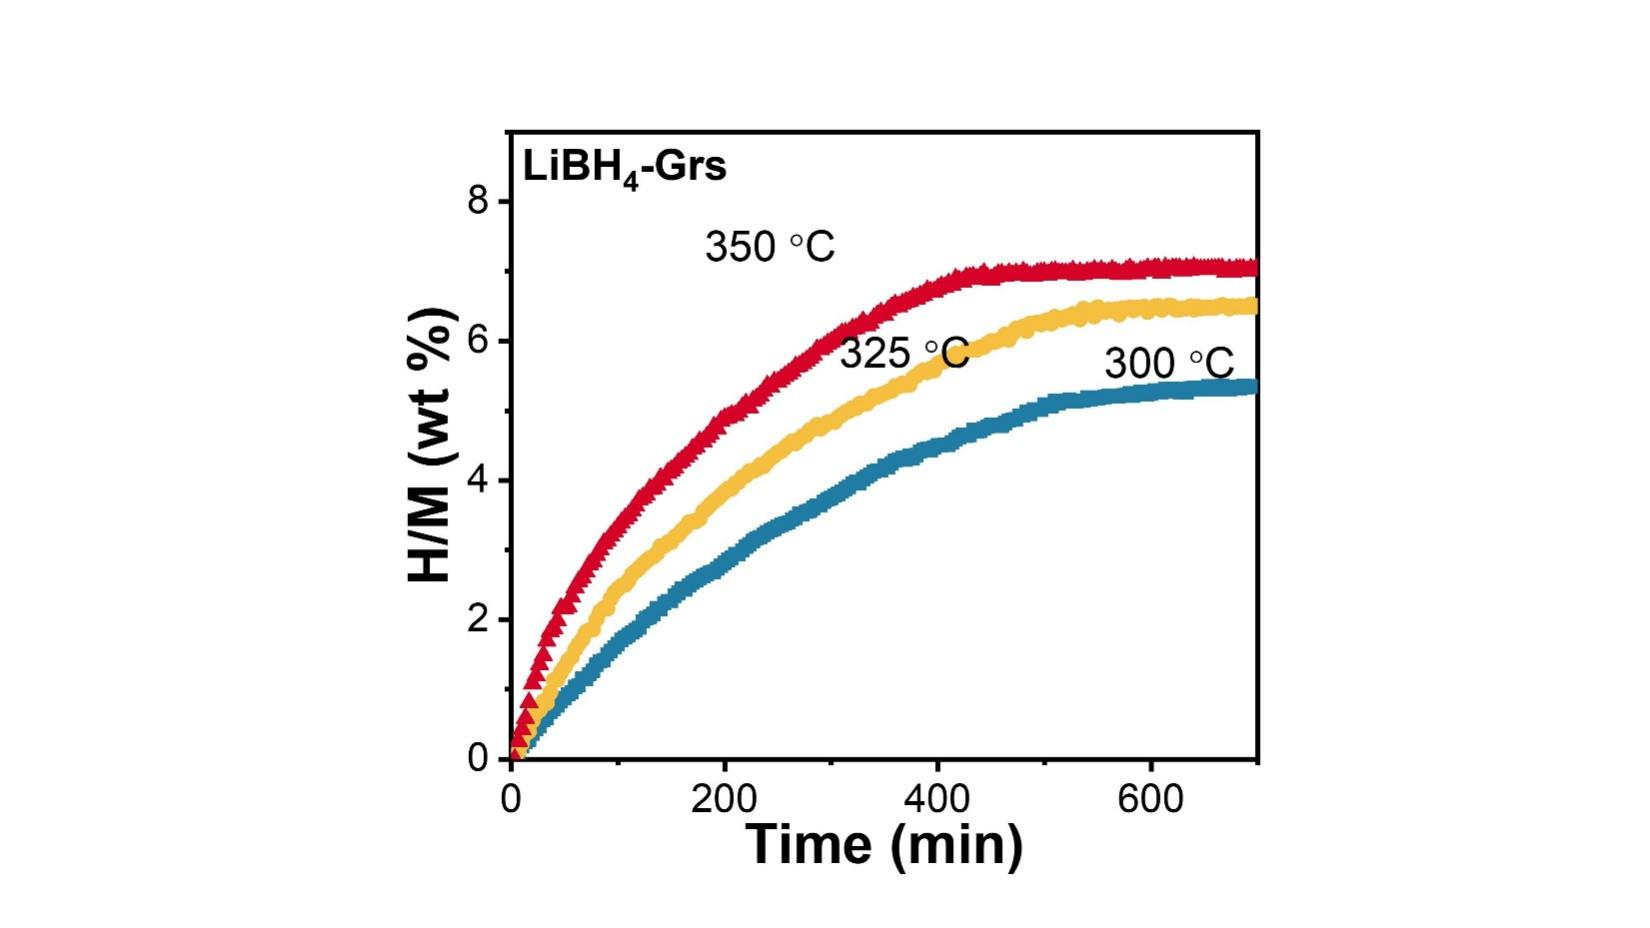 LiBH₄-Grs
8
350 °C
6
325 °C
300 °C
4
2
0
H/M (wt %)
0 200 400 600
Time (min)